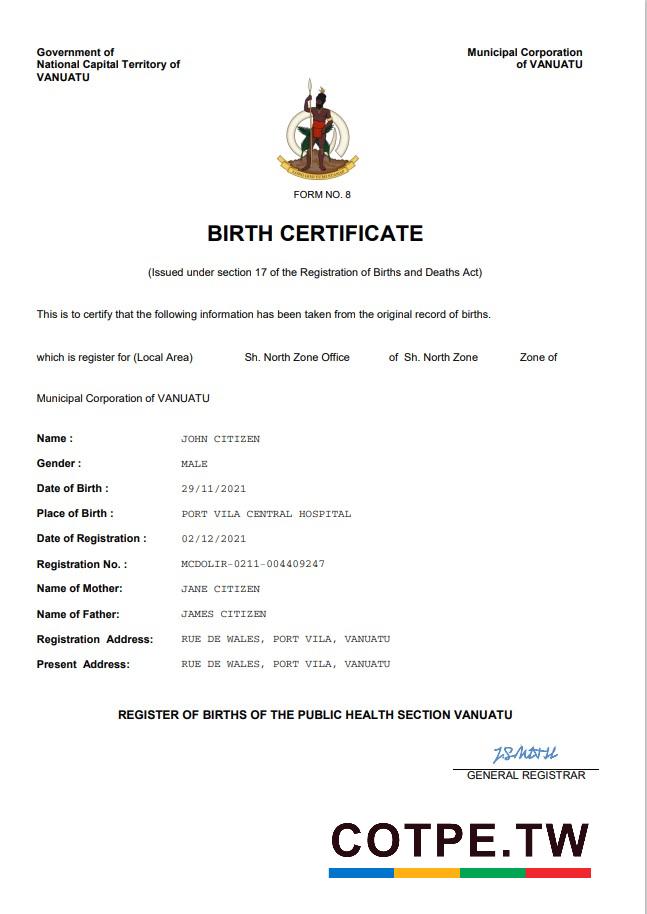 Government of
National Capital Territory of
VANUATU
Municipal Corporation
of VANUATU
FORM NO. 8
BIRTH CERTIFICATE
(Issued under section 17 of the Registration of Births and Deaths Act)
This is to certify that the following information has been taken from the original record of births.
which is register for (Local Area) Sh. North Zone Office of Sh. North Zone Zone of
Municipal Corporation of VANUATU
Name : JOHN CITIZEN
Gender : MALE
Date of Birth : 29/11/2021
Place of Birth : PORT VILA CENTRAL HOSPITAL
Date of Registration : 02/12/2021
Registration No. : MCDOLIR-0211-004409247
Name of Mother: JANE CITIZEN
Name of Father: JAMES CITIZEN
Registration Address: RUE DE WALES, PORT VILA, VANUATU
Present Address: RUE DE WALES, PORT VILA, VANUATU
REGISTER OF BIRTHS OF THE PUBLIC HEALTH SECTION VANUATU
GENERAL REGISTRAR
COTPE.TW